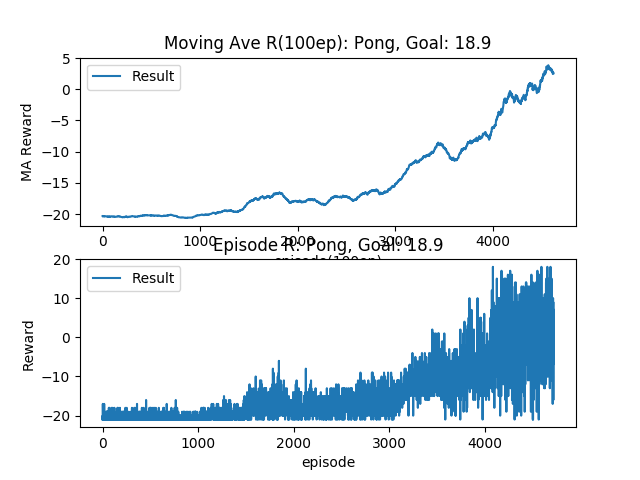 Moving Ave R(100ep): Pong, Goal: 18.9
Result
MA Reward
5
0
−5
−10
−15
−20
0 1000 2000 3000 4000
episode(100ep)
Episode R: Pong, Goal: 18.9
Result
Reward
20
10
0
−10
−20
0 1000 2000 3000 4000
episode